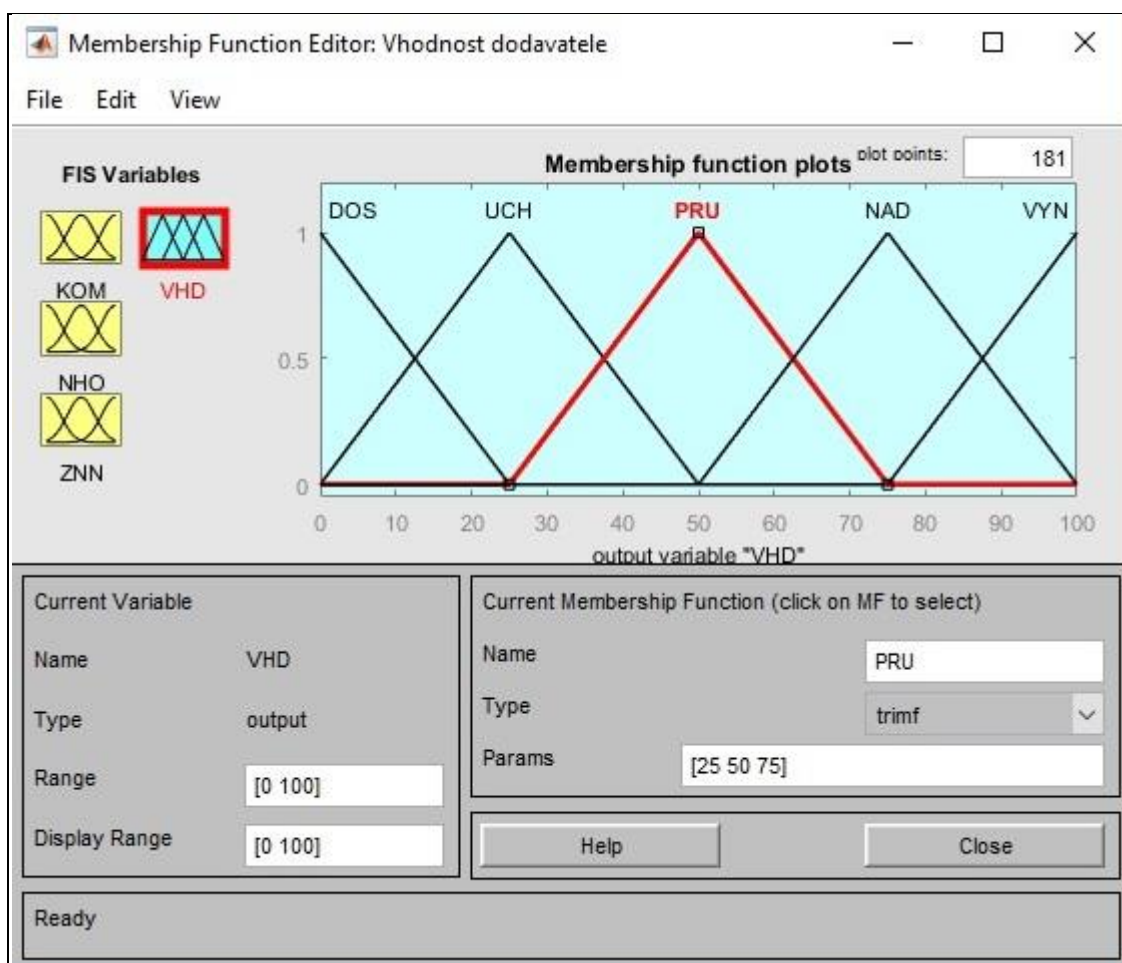 Membership Function Editor: Vhodnost dodavatele
File Edit View
FIS Variables
KOM
VHD
NHO
ZNN
Membership function plots
plot points:
181
DOS UCH PRU NAD VYN
1
0.5
0
0 10 20 30 40 50 60 70 80 90 100
output variable "VHD"
Current Variable
Name VHD
Type output
Range [0 100]
Display Range [0 100]
Current Membership Function (click on MF to select)
Name PRU
Type trimf
Params [25 50 75]
Help Close
Ready